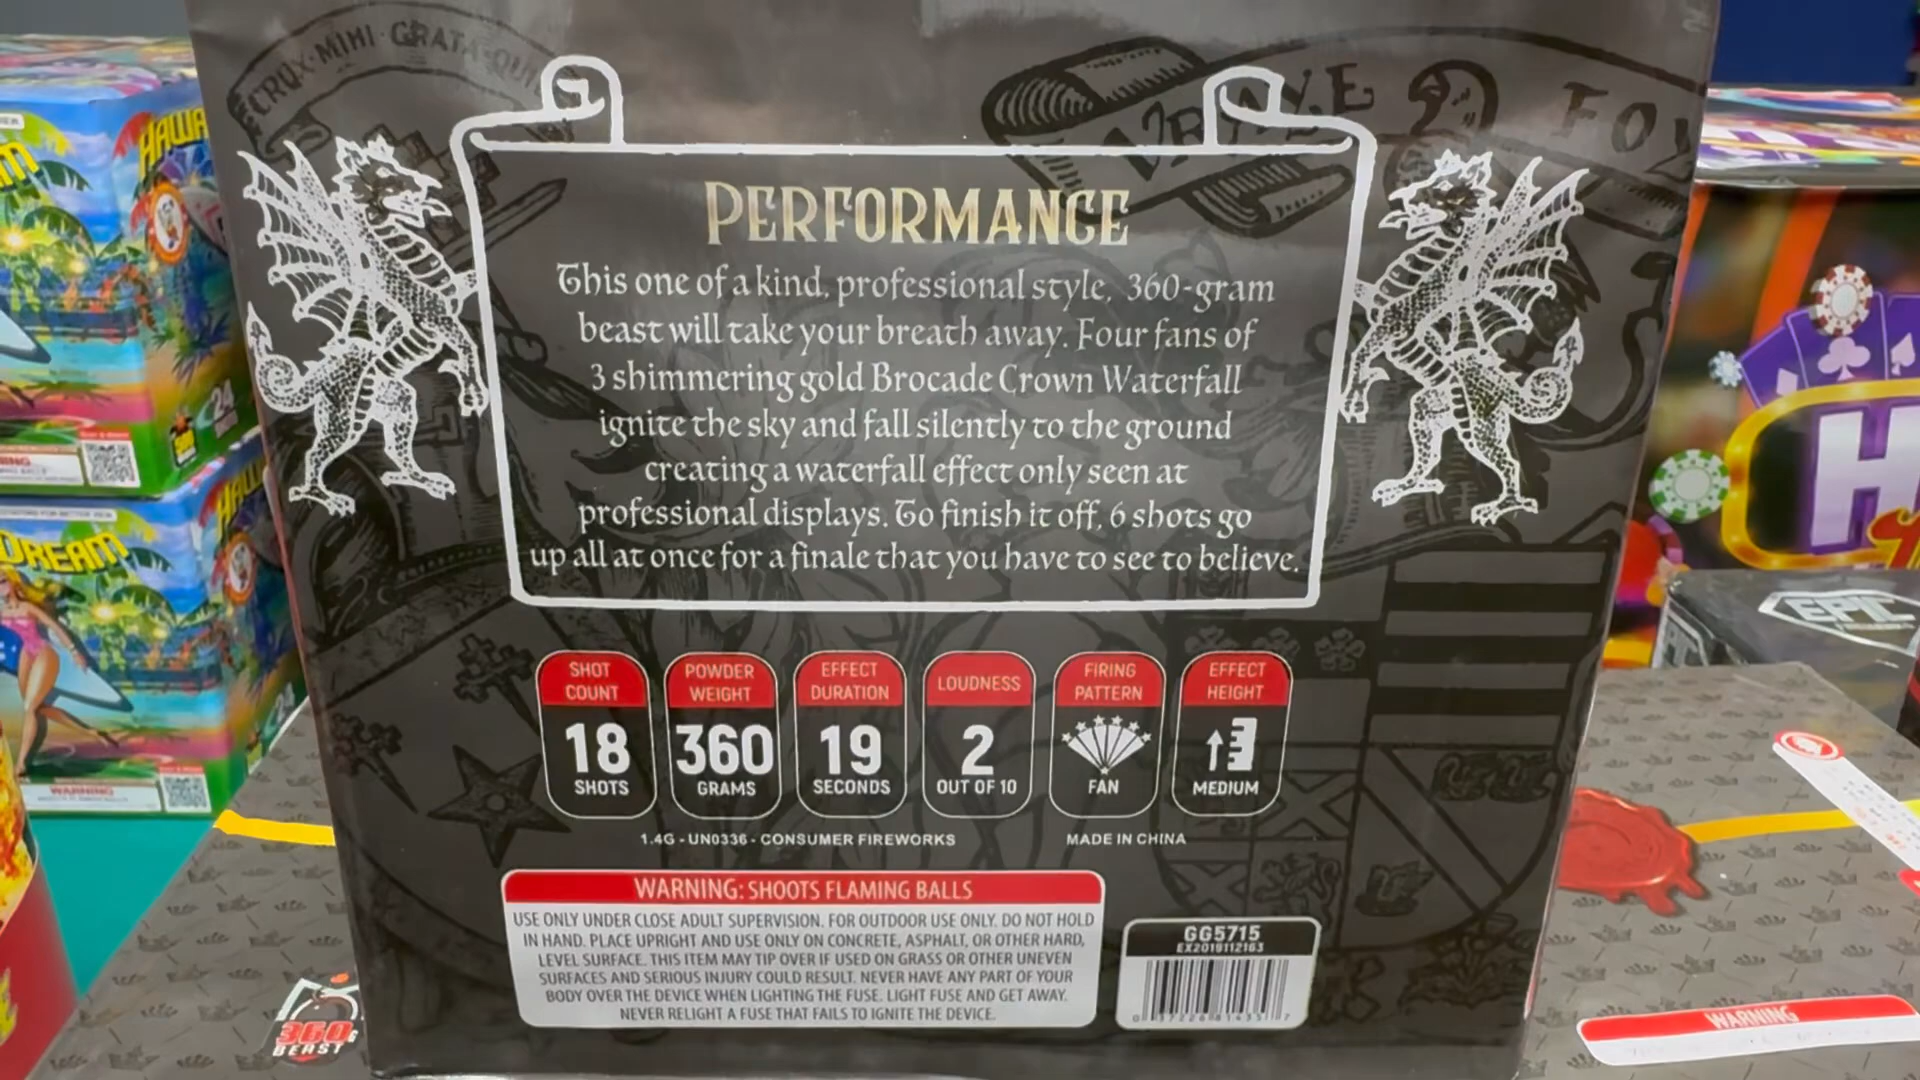 CRUX·MIHI·GRATA·QUI
VRAYE FOY
PERFORMANCE
This one of a kind, professional style, 360-gram
beast will take your breath away. Four fans of
3 shimmering gold Brocade Crown Waterfall
ignite the sky and fall silently to the ground
creating a waterfall effect only seen at
professional displays. To finish it off, 6 shots go
up all at once for a finale that you have to see to believe.
SHOT
COUNT
18
SHOTS
POWDER
WEIGHT
360
GRAMS
EFFECT
DURATION
19
SECONDS
LOUDNESS
2
OUT OF 10
FIRING
PATTERN
FAN
EFFECT
HEIGHT
MEDIUM
1.4G - UN0336 - CONSUMER FIREWORKS
MADE IN CHINA
WARNING: SHOOTS FLAMING BALLS
USE ONLY UNDER CLOSE ADULT SUPERVISION. FOR OUTDOOR USE ONLY. DO NOT HOLD
IN HAND. PLACE UPRIGHT AND USE ONLY ON CONCRETE, ASPHALT, OR OTHER HARD,
LEVEL SURFACE. THIS ITEM MAY TIP OVER IF USED ON GRASS OR OTHER UNEVEN
SURFACES AND SERIOUS INJURY COULD RESULT. NEVER HAVE ANY PART OF YOUR
BODY OVER THE DEVICE WHEN LIGHTING THE FUSE. LIGHT FUSE AND GET AWAY.
NEVER RELIGHT A FUSE THAT FAILS TO IGNITE THE DEVICE.
GG5715
EX2019112163
360
BEAST
HAWA
24
500
DREAM
WARNING
H
EPIC
WARNING